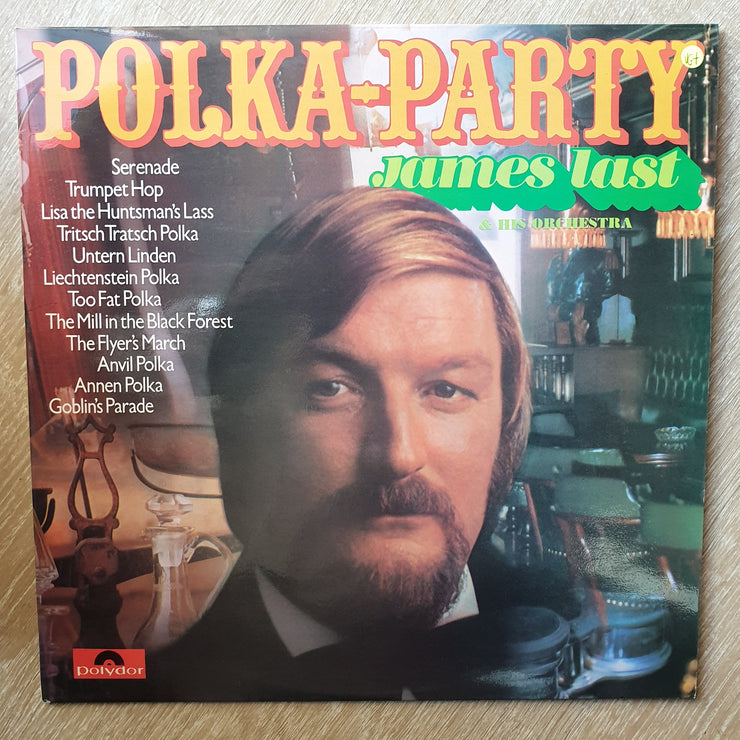 POLKA-PARTY
James Last
& HIS ORCHESTRA
Serenade
Trumpet Hop
Lisa the Huntsman's Lass
Tritsch Tratsch Polka
Untern Linden
Liechtenstein Polka
Too Fat Polka
The Mill in the Black Forest
The Flyer's March
Anvil Polka
Annen Polka
Goblin's Parade
polydor